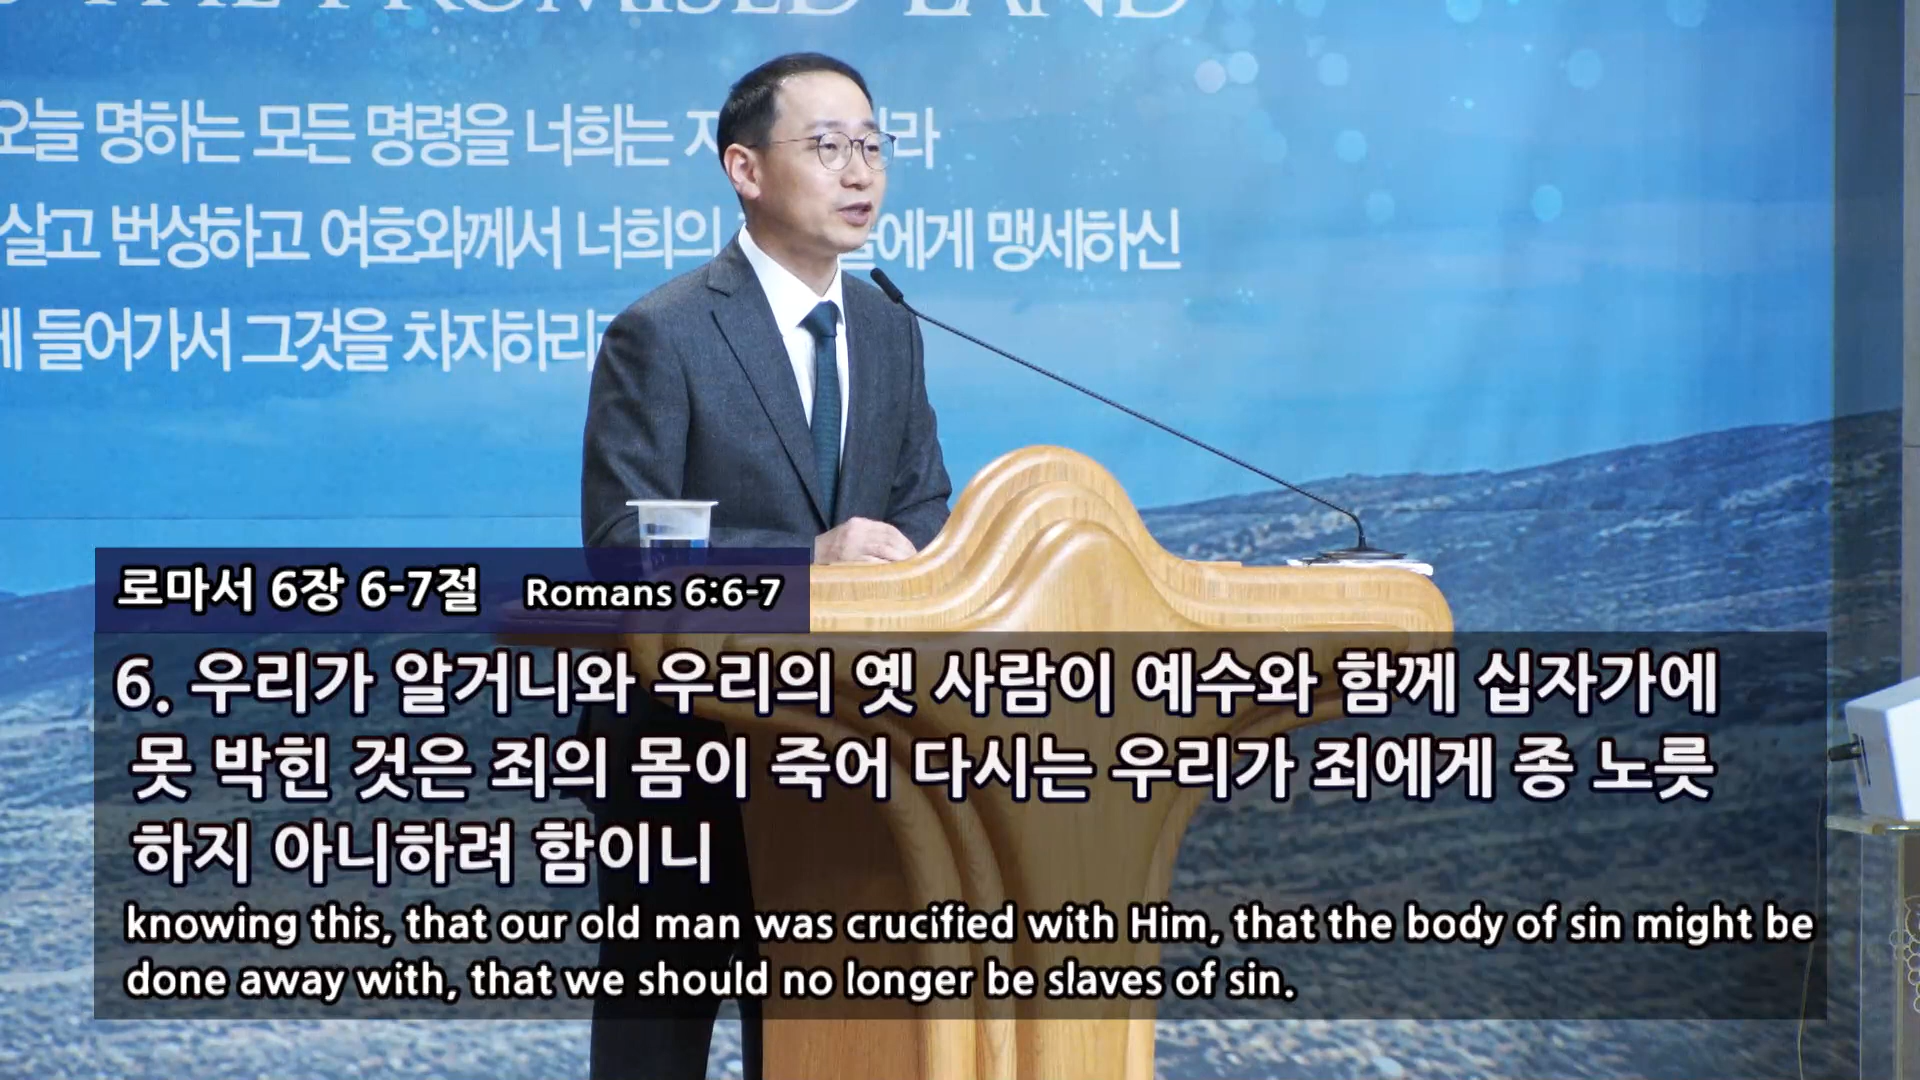 THE PROMISED LAND
오늘 명하는 모든 명령을 너희는
살고 번성하고 여호와께서 너희의 맹세하신
들어가서 그것을 차지하리
로마서 6장 6-7절 Romans 6:6-7
6. 우리가 알거니와 우리의 옛 사람이 예수와 함께 십자가에
못 박힌 것은 죄의 몸이 죽어 다시는 우리가 죄에게 종 노릇
하지 아니하려 함이니
knowing this, that our old man was crucified with Him, that the body of sin might be
done away with, that we should no longer be slaves of sin.